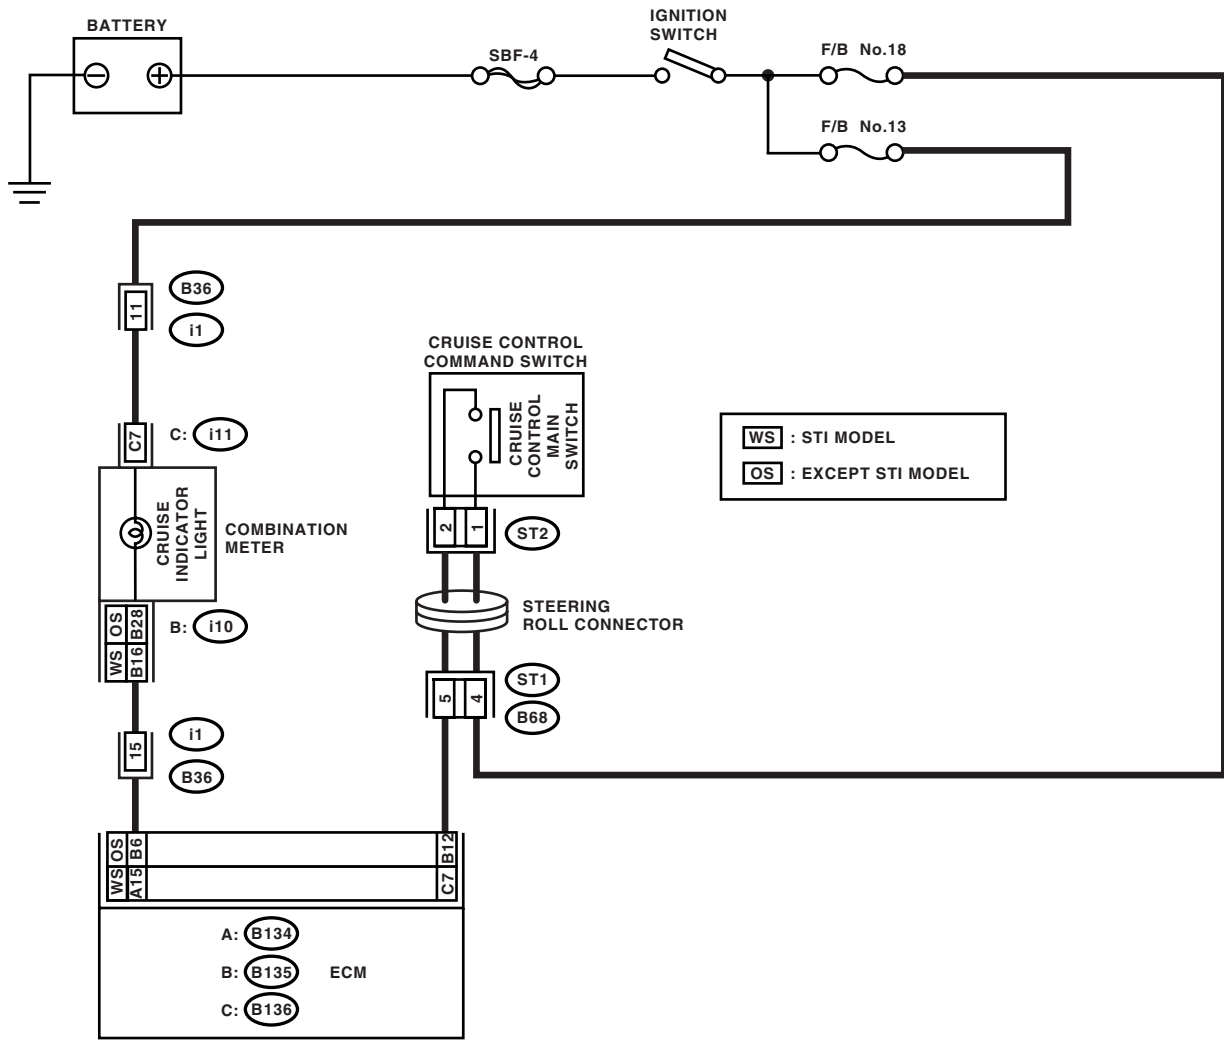 BATTERY
SBF-4
IGNITION
SWITCH
F/B No.18
F/B No.13
11
B36
i1
C7
C: i11
CRUISE
INDICATOR
LIGHT
COMBINATION
METER
OS B28
WS B16
B: i10
15
i1
B36
CRUISE CONTROL
COMMAND SWITCH
CRUISE
CONTROL
MAIN
SWITCH
2 1
ST2
STEERING
ROLL CONNECTOR
5 4
ST1
B68
WS : STI MODEL
OS : EXCEPT STI MODEL
OS B6 B12
WS A15 C7
A: B134
B: B135 ECM
C: B136